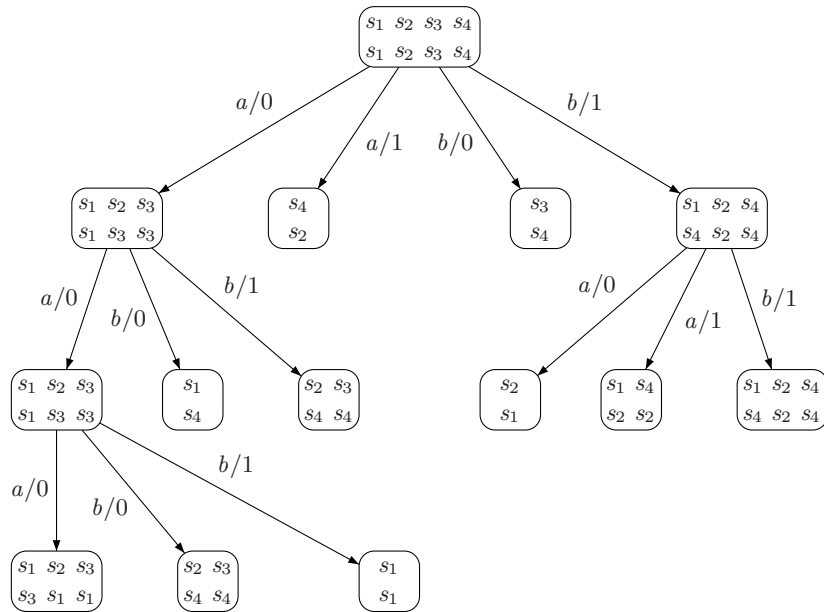 s₁ s₂ s₃ s₄
s₁ s₂ s₃ s₄
a/0
a/1
b/0
b/1
s₁ s₂ s₃
s₁ s₃ s₃
s₄
s₂
s₃
s₄
s₁ s₂ s₄
s₄ s₂ s₄
a/0
b/0
b/1
a/0
a/1
b/1
s₁ s₂ s₃
s₁ s₃ s₃
s₁
s₄
s₂ s₃
s₄ s₄
s₂
s₁
s₁ s₄
s₂ s₂
s₁ s₂ s₄
s₄ s₂ s₄
a/0
b/0
b/1
s₁ s₂ s₃
s₃ s₁ s₁
s₂ s₃
s₄ s₄
s₁
s₁